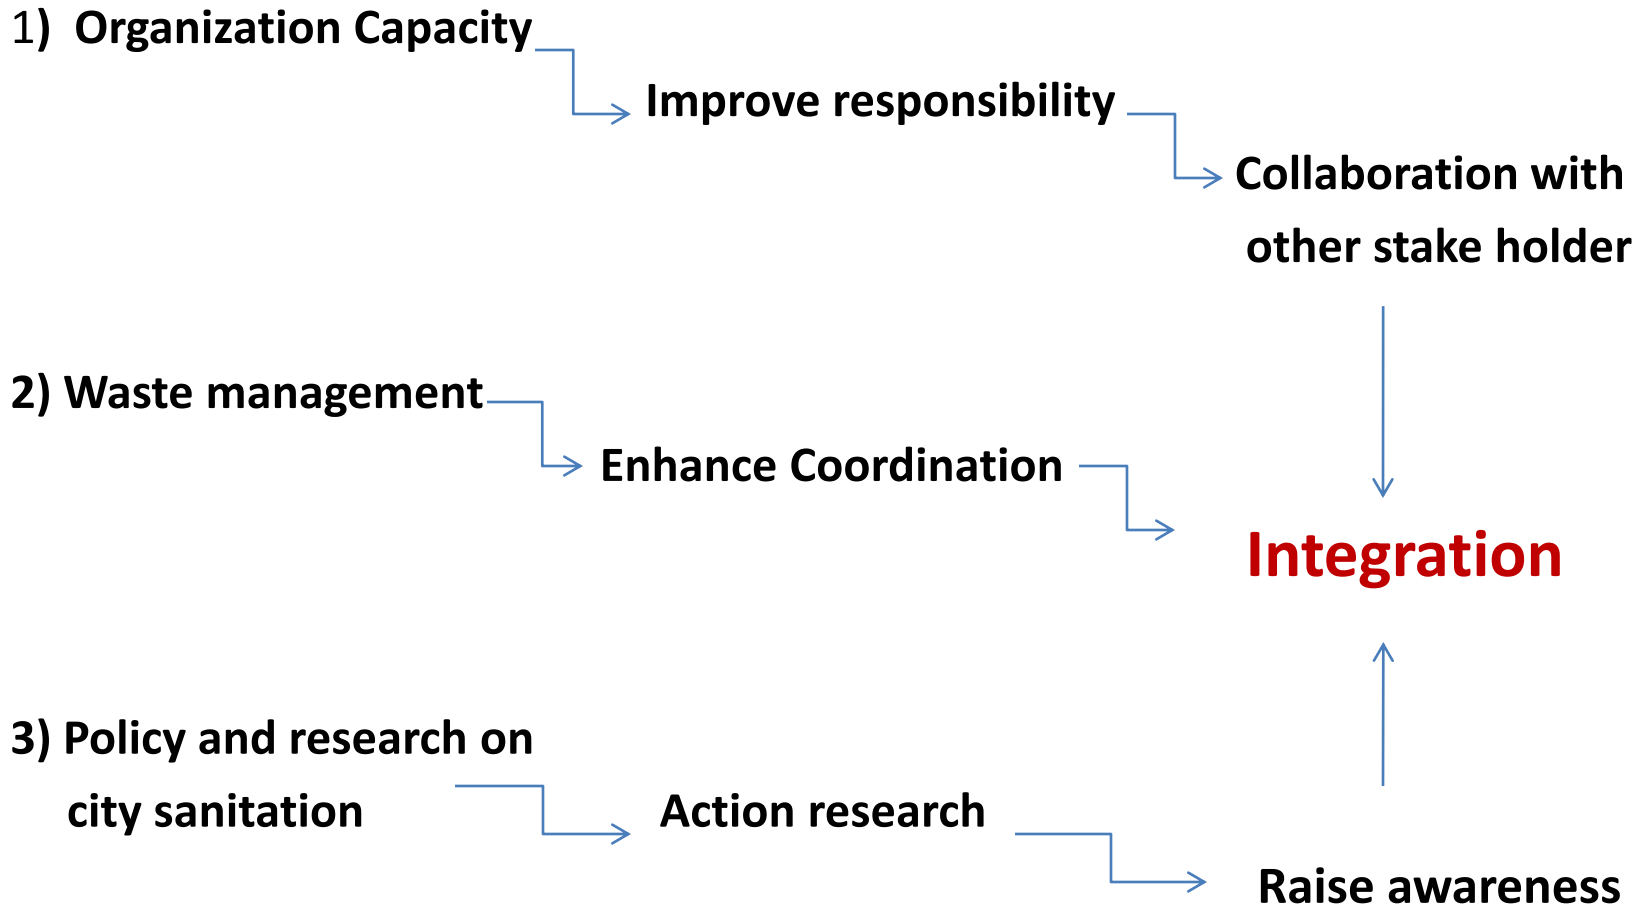 1) Organization Capacity
Improve responsibility
Collaboration with
other stake holder
2) Waste management
Enhance Coordination
Integration
3) Policy and research on
city sanitation
Action research
Raise awareness